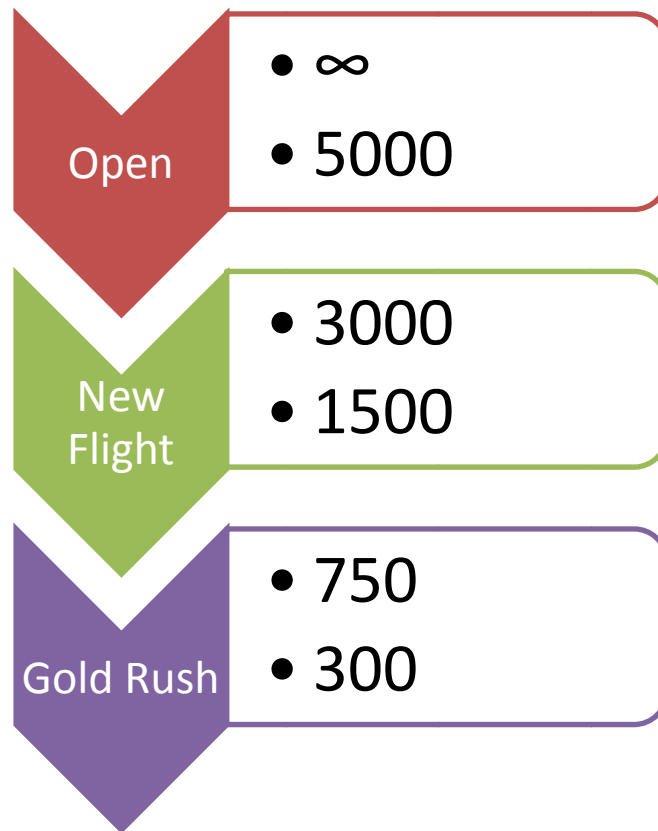 Open
• ∞
• 5000
New
Flight
• 3000
• 1500
Gold Rush
• 750
• 300